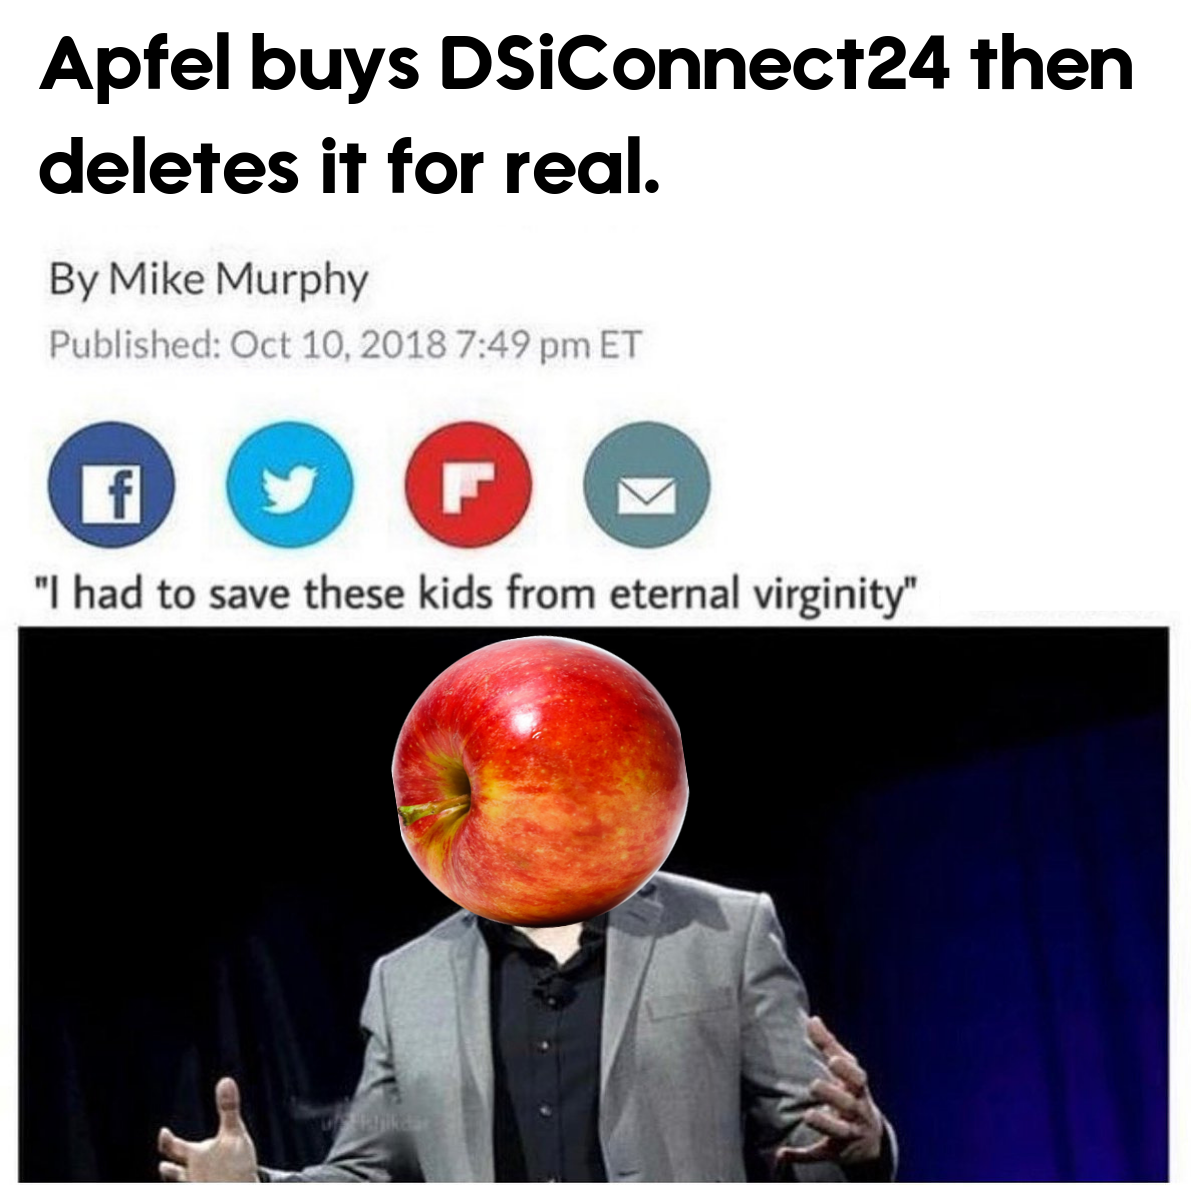 Apfel buys DSiConnect24 then
deletes it for real.
By Mike Murphy
Published: Oct 10, 2018 7:49 pm ET
f
"I had to save these kids from eternal virginity"